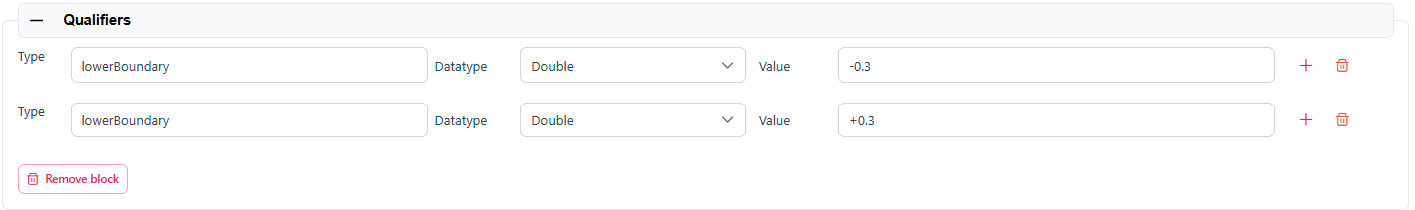 Qualifiers
Type lowerBoundary Datatype Double Value -0.3
Type lowerBoundary Datatype Double Value +0.3
Remove block